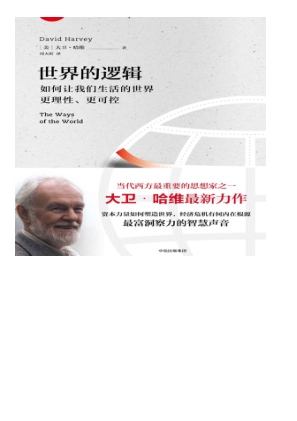 David Harvey
[美] 大卫·哈维 著
周大昕 译
世界的逻辑
如何让我们生活的世界
更理性、更可控
The Ways
of the World
当代西方最重要的思想家之一
大卫·哈维最新力作
资本力量如何塑造世界、经济危机有何内在根源
最富洞察力的智慧声音
中信出版集团